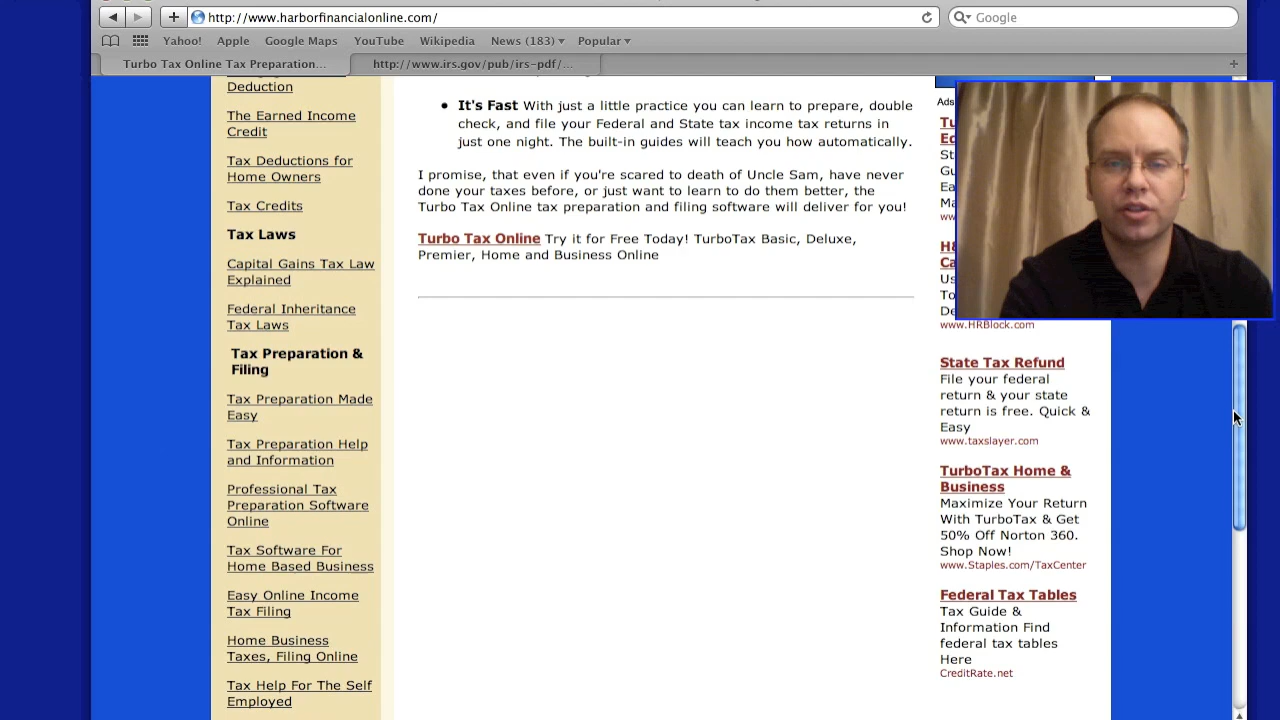 http://www.harborfinancialonline.com/
Google
Yahoo!
Apple
Google Maps
YouTube
Wikipedia
News (183)
Popular
Turbo Tax Online Tax Preparation...
http://www.irs.gov/pub/irs-pdf/...
Deduction
The Earned Income
Credit
Tax Deductions for
Home Owners
Tax Credits
Tax Laws
Capital Gains Tax Law
Explained
Federal Inheritance
Tax Laws
Tax Preparation &
Filing
Tax Preparation Made
Easy
Tax Preparation Help
and Information
Professional Tax
Preparation Software
Online
Tax Software For
Home Based Business
Easy Online Income
Tax Filing
Home Business
Taxes, Filing Online
Tax Help For The Self
Employed
• It's Fast With just a little practice you can learn to prepare, double
check, and file your Federal and State tax income tax returns in
just one night. The built-in guides will teach you how automatically.
I promise, that even if you're scared to death of Uncle Sam, have never
done your taxes before, or just want to learn to do them better, the
Turbo Tax Online tax preparation and filing software will deliver for you!
Turbo Tax Online Try it for Free Today! TurboTax Basic, Deluxe,
Premier, Home and Business Online
Ads
www.HRBlock.com
State Tax Refund
File your federal
return & your state
return is free. Quick &
Easy
www.taxslayer.com
TurboTax Home &
Business
Maximize Your Return
With TurboTax & Get
50% Off Norton 360.
Shop Now!
www.Staples.com/TaxCenter
Federal Tax Tables
Tax Guide &
Information Find
federal tax tables
Here
CreditRate.net